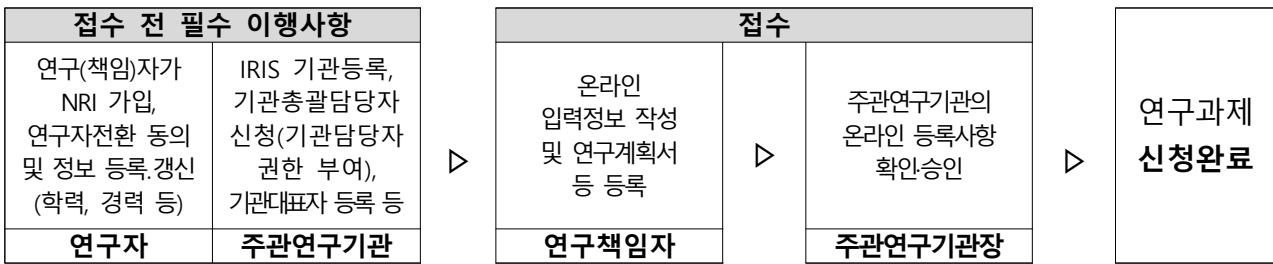 접수 전 필수 이행사항
연구(책임)자가
NRI 가입,
연구자전환 동의
및 정보 등록.갱신
(학력, 경력 등)
연구자
IRIS 기관등록,
기관총괄담당자
신청(기관담당자
권한 부여),
기관대표자 등록 등
주관연구기관
▷
접수
온라인
입력정보 작성
및 연구계획서
등 등록
연구책임자
▷
주관연구기관의
온라인 등록사항
확인·승인
주관연구기관장
▷
연구과제
신청완료